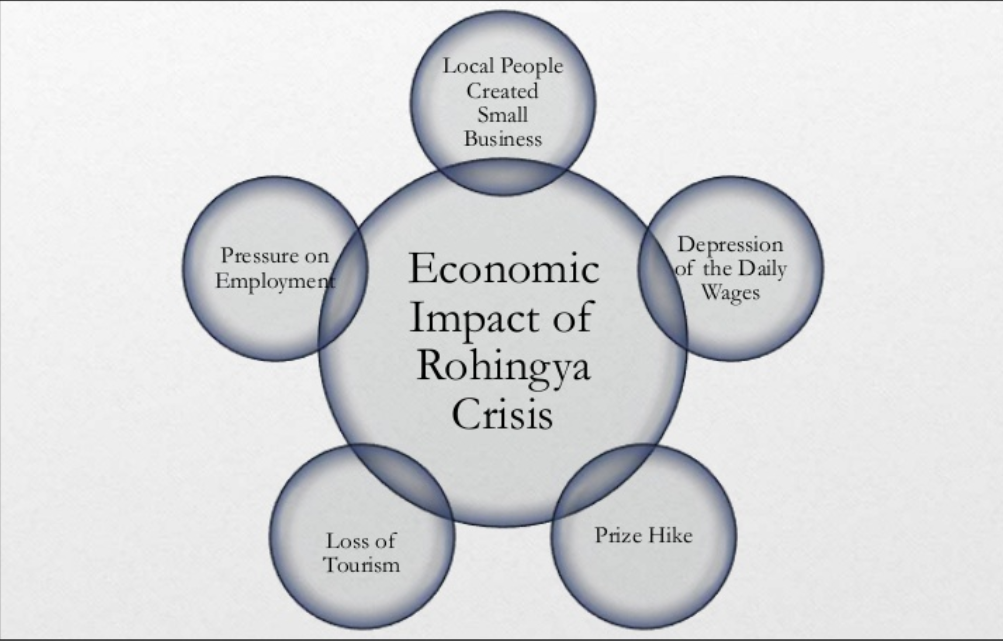 Local People
Created
Small
Business
Pressure on
Employment
Depression
of the Daily
Wages
Economic
Impact of
Rohingya
Crisis
Loss of
Tourism
Prize Hike